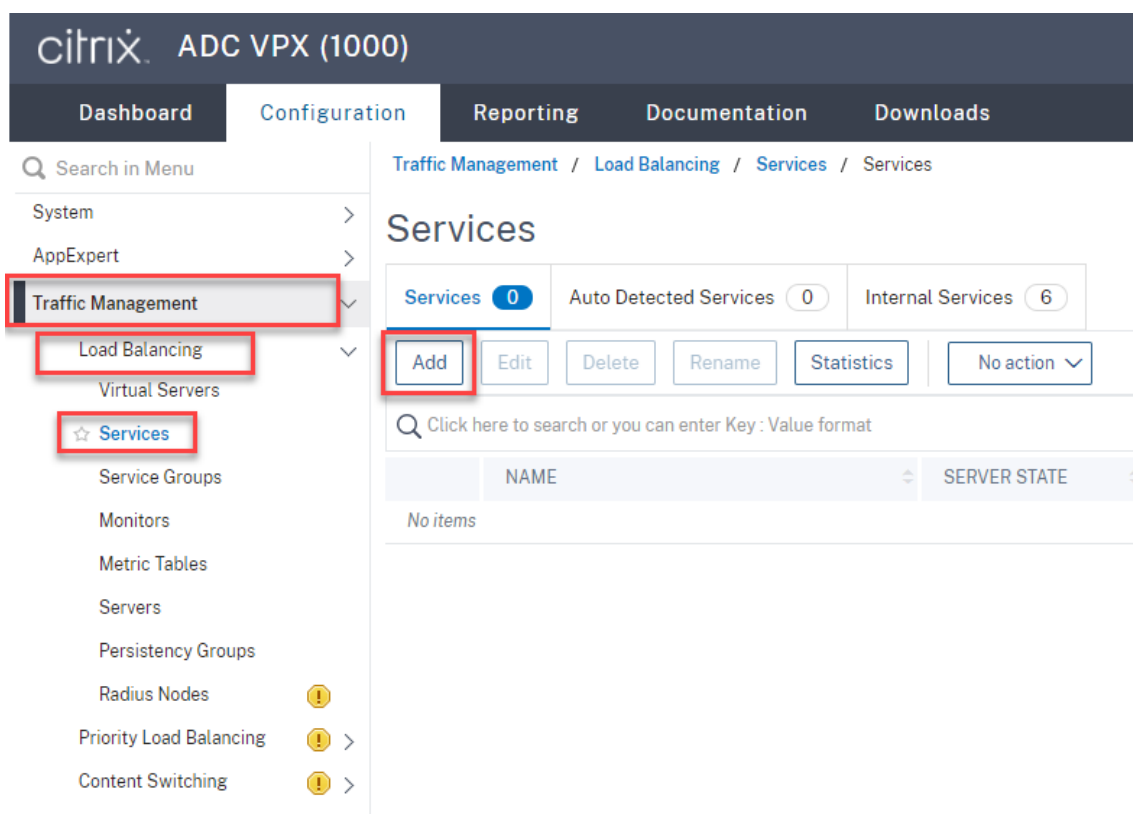 citrix. ADC VPX (1000)
Dashboard Configuration Reporting Documentation Downloads
Search in Menu
System
AppExpert
Traffic Management
Load Balancing
Virtual Servers
Services
Service Groups
Monitors
Metric Tables
Servers
Persistency Groups
Radius Nodes
Priority Load Balancing
Content Switching
Traffic Management / Load Balancing / Services / Services
Services
Services 0 Auto Detected Services 0 Internal Services 6
Add Edit Delete Rename Statistics No action
Click here to search or you can enter Key : Value format
NAME SERVER STATE
No items